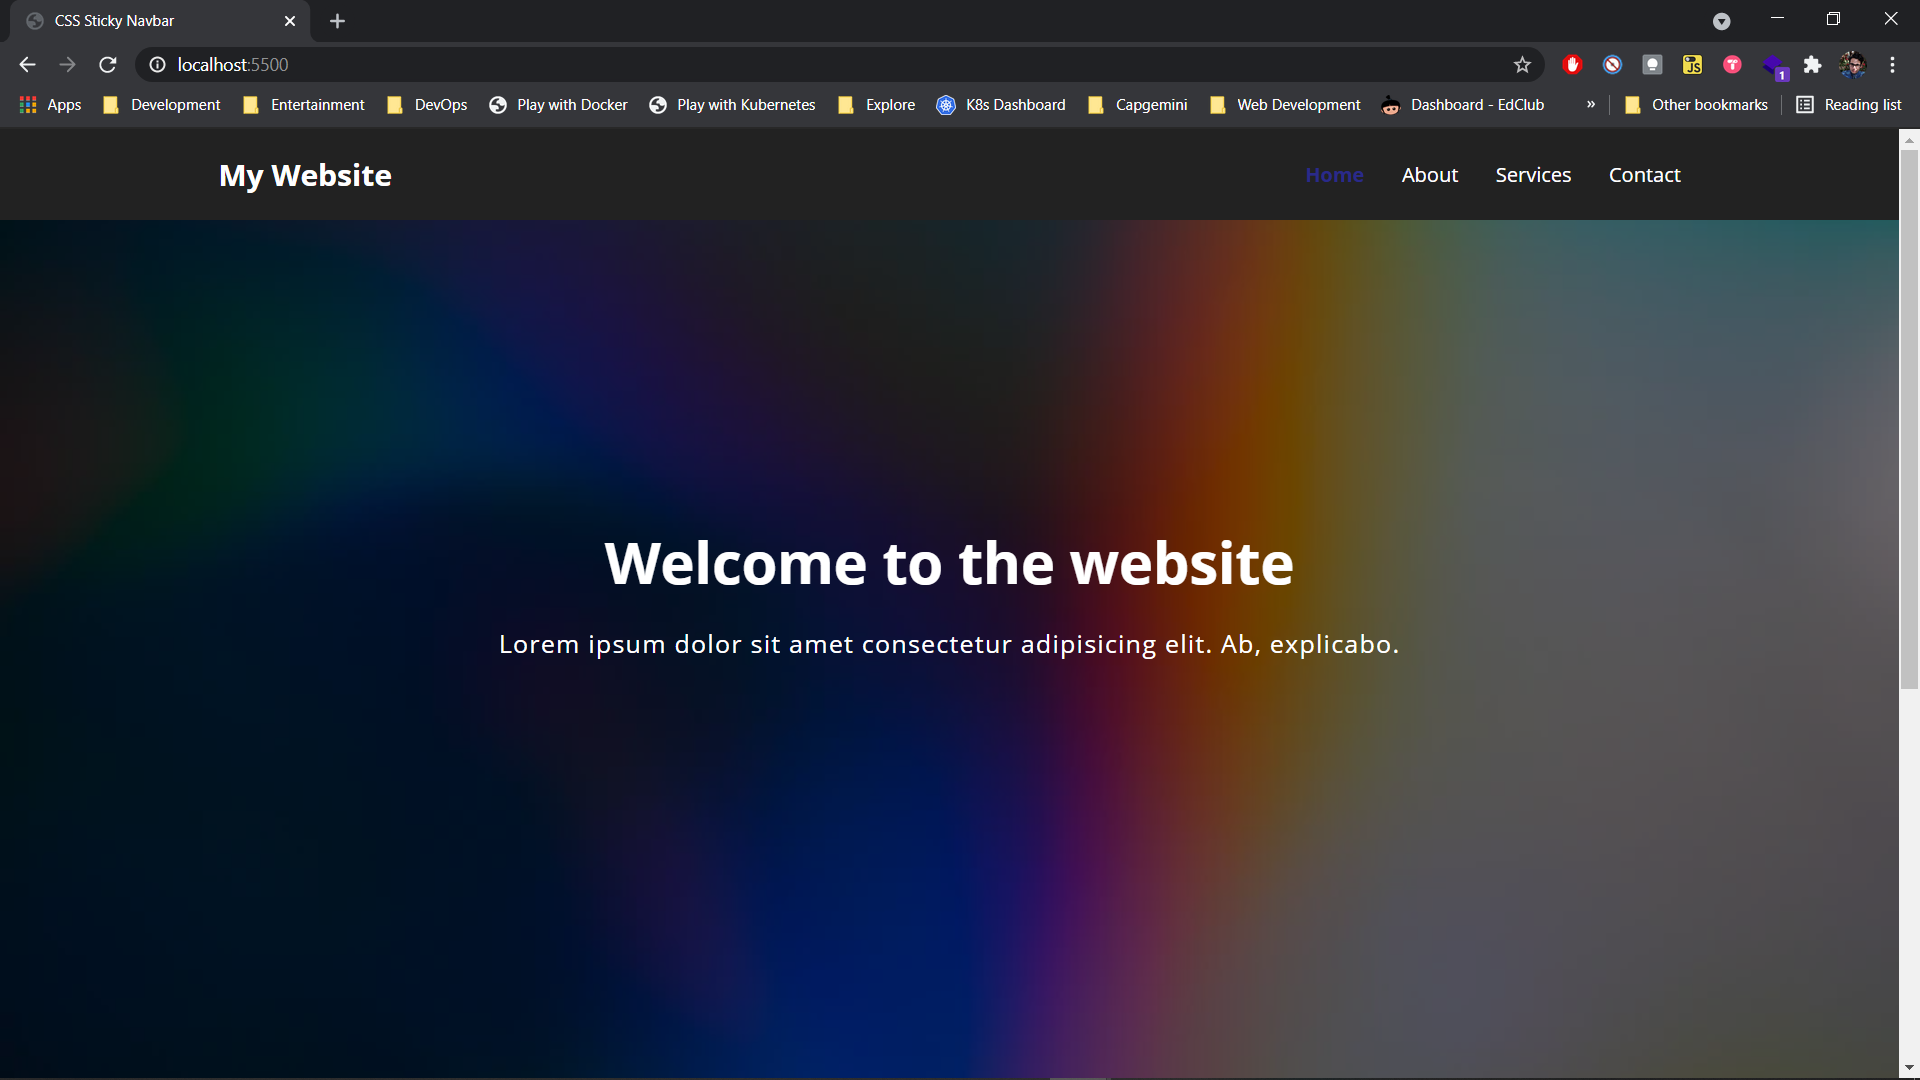 CSS Sticky Navbar
localhost:5500
Apps Development Entertainment DevOps Play with Docker Play with Kubernetes Explore K8s Dashboard Capgemini Web Development Dashboard - EdClub » Other bookmarks Reading list
JS
1
My Website Home About Services Contact
Welcome to the website
Lorem ipsum dolor sit amet consectetur adipisicing elit. Ab, explicabo.